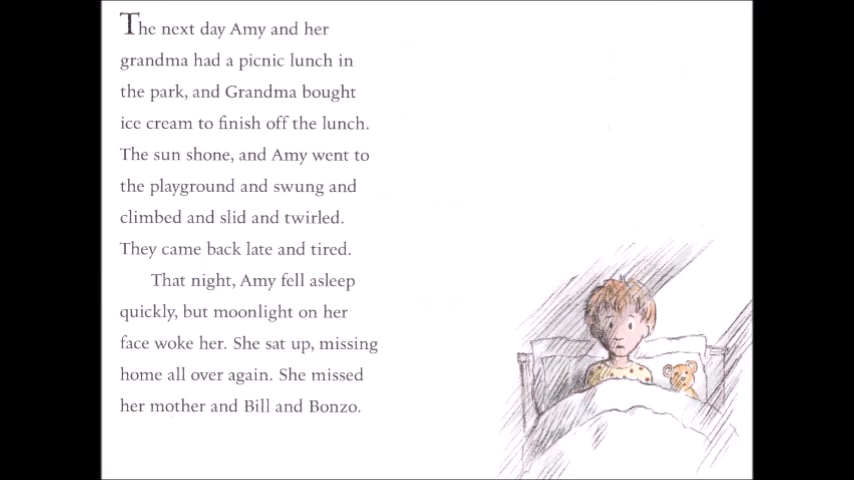 The next day Amy and her
grandma had a picnic lunch in
the park, and Grandma bought
ice cream to finish off the lunch.
The sun shone, and Amy went to
the playground and swung and
climbed and slid and twirled.
They came back late and tired.
That night, Amy fell asleep
quickly, but moonlight on her
face woke her. She sat up, missing
home all over again. She missed
her mother and Bill and Bonzo.